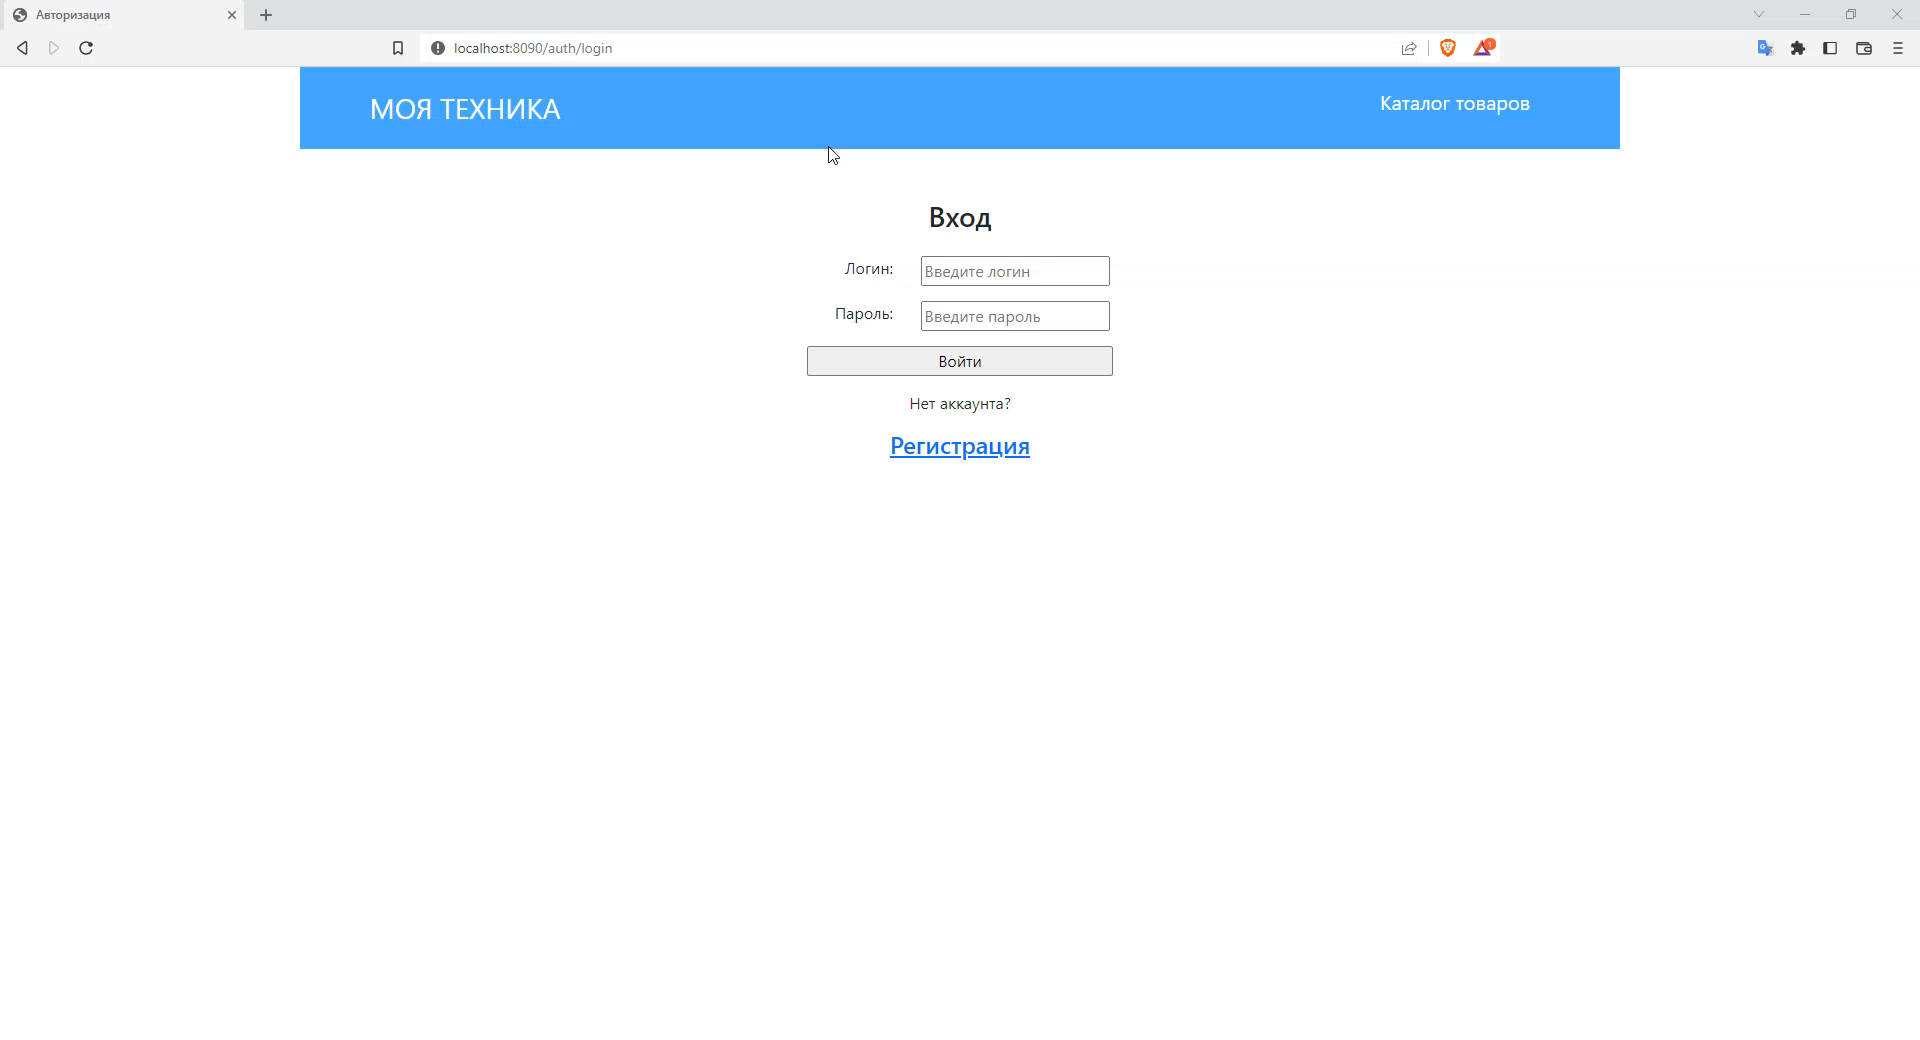 Авторизация
localhost:8090/auth/login
1
МОЯ ТЕХНИКА
Каталог товаров
Вход
Логин:
Введите логин
Пароль:
Введите пароль
Войти
Нет аккаунта?
Регистрация